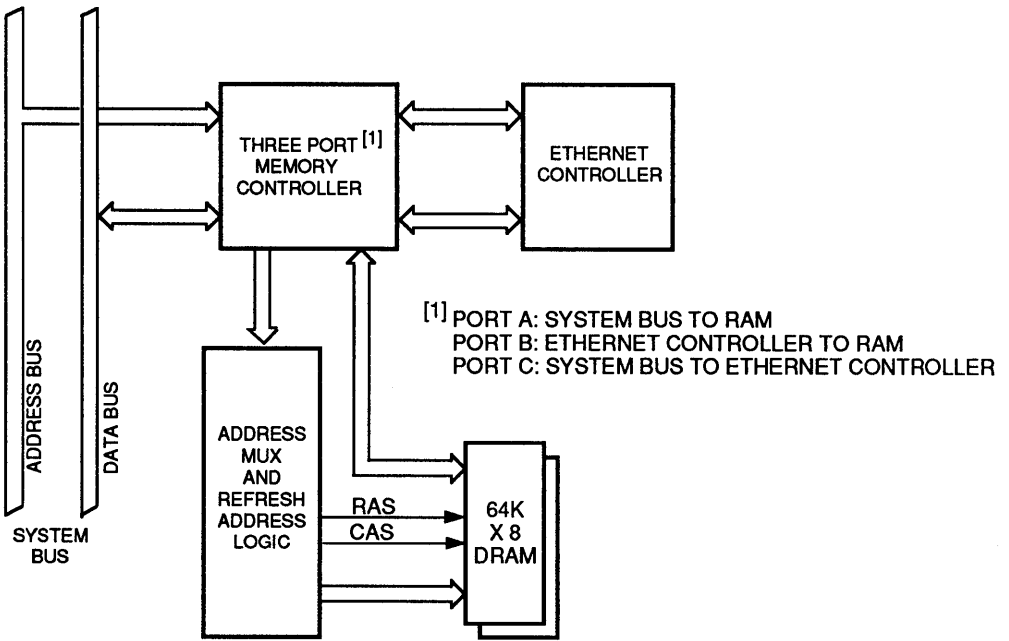 THREE PORT [1]
MEMORY
CONTROLLER
ETHERNET
CONTROLLER
[1] PORT A: SYSTEM BUS TO RAM
PORT B: ETHERNET CONTROLLER TO RAM
PORT C: SYSTEM BUS TO ETHERNET CONTROLLER
ADDRESS BUS
DATA BUS
SYSTEM
BUS
ADDRESS
MUX
AND
REFRESH
ADDRESS
LOGIC
RAS
CAS
64K
X 8
DRAM